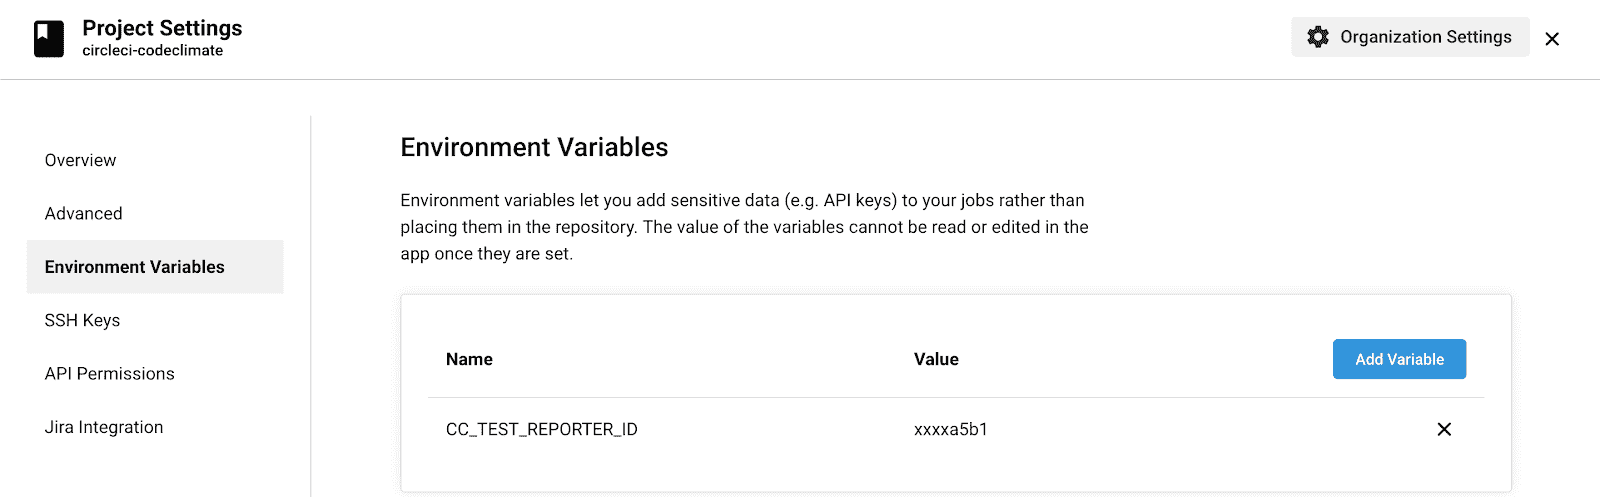 Project Settings
circleci-codeclimate
Organization Settings
Overview
Advanced
Environment Variables
SSH Keys
API Permissions
Jira Integration
Environment Variables
Environment variables let you add sensitive data (e.g. API keys) to your jobs rather than
placing them in the repository. The value of the variables cannot be read or edited in the
app once they are set.
Name Value Add Variable
CC_TEST_REPORTER_ID xxxxa5b1